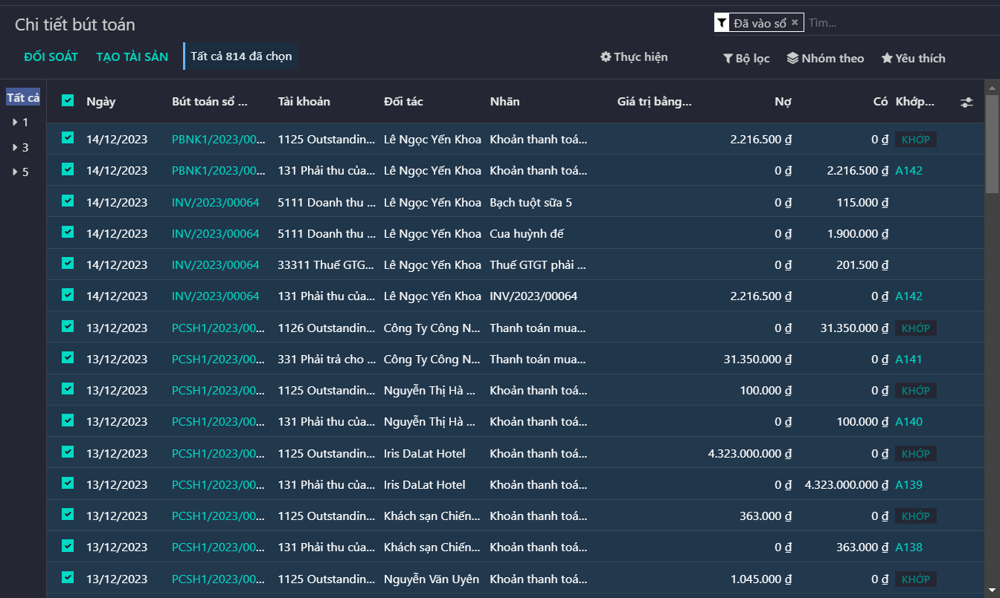 Chi tiết bút toán
Đã vào sổ × Tìm...
ĐỐI SOÁT TẠO TÀI SẢN Tất cả 814 đã chọn Thực hiện Bộ lọc Nhóm theo Yêu thích
Tất cả
1
3
5
Ngày Bút toán sổ ... Tài khoản Đối tác Nhãn Giá trị bằng... Nợ Có Khớp...
14/12/2023 PBNK1/2023/00... 1125 Outstandin... Lê Ngọc Yến Khoa Khoản thanh toá... 2.216.500 ₫ 0 ₫ KHỚP
14/12/2023 PBNK1/2023/00... 131 Phải thu của... Lê Ngọc Yến Khoa Khoản thanh toá... 0 ₫ 2.216.500 ₫ A142
14/12/2023 INV/2023/00064 5111 Doanh thu ... Lê Ngọc Yến Khoa Bạch tuột sữa 5 0 ₫ 115.000 ₫
14/12/2023 INV/2023/00064 5111 Doanh thu ... Lê Ngọc Yến Khoa Cua huỳnh đế 0 ₫ 1.900.000 ₫
14/12/2023 INV/2023/00064 33311 Thuế GTG... Lê Ngọc Yến Khoa Thuế GTGT phải ... 0 ₫ 201.500 ₫
14/12/2023 INV/2023/00064 131 Phải thu của... Lê Ngọc Yến Khoa INV/2023/00064 2.216.500 ₫ 0 ₫ A142
13/12/2023 PCSH1/2023/00... 1126 Outstandin... Công Ty Công N... Thanh toán mua... 0 ₫ 31.350.000 ₫ KHỚP
13/12/2023 PCSH1/2023/00... 331 Phải trả cho ... Công Ty Công N... Thanh toán mua... 31.350.000 ₫ 0 ₫ A141
13/12/2023 PCSH1/2023/00... 1125 Outstandin... Nguyễn Thị Hà ... Khoản thanh toá... 100.000 ₫ 0 ₫ KHỚP
13/12/2023 PCSH1/2023/00... 131 Phải thu của... Nguyễn Thị Hà ... Khoản thanh toá... 0 ₫ 100.000 ₫ A140
13/12/2023 PCSH1/2023/00... 1125 Outstandin... Iris DaLat Hotel Khoản thanh toá... 4.323.000.000 ₫ 0 ₫ KHỚP
13/12/2023 PCSH1/2023/00... 131 Phải thu của... Iris DaLat Hotel Khoản thanh toá... 0 ₫ 4.323.000.000 ₫ A139
13/12/2023 PCSH1/2023/00... 1125 Outstandin... Khách sạn Chiến... Khoản thanh toá... 363.000 ₫ 0 ₫ KHỚP
13/12/2023 PCSH1/2023/00... 131 Phải thu của... Khách sạn Chiến... Khoản thanh toá... 0 ₫ 363.000 ₫ A138
13/12/2023 PCSH1/2023/00... 1125 Outstandin... Nguyễn Văn Uyên Khoản thanh toá... 1.045.000 ₫ 0 ₫ KHỚP